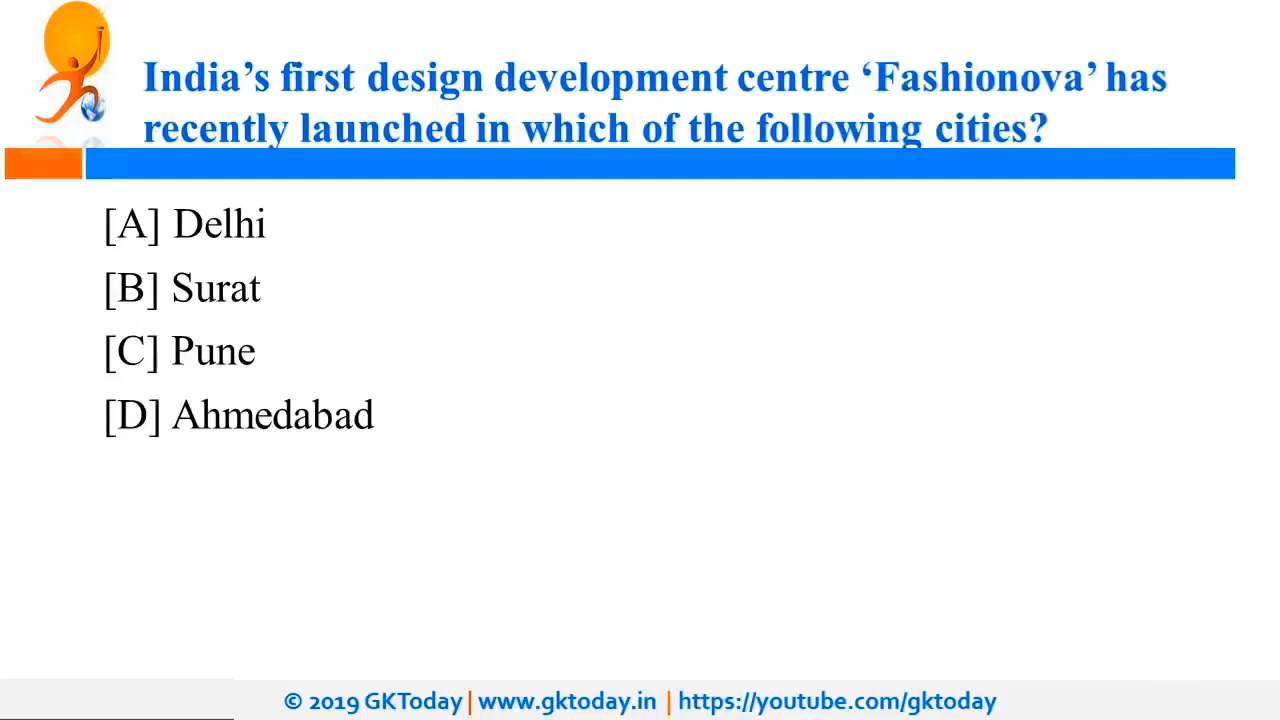 India’s first design development centre ‘Fashionova’ has
recently launched in which of the following cities?
[A] Delhi
[B] Surat
[C] Pune
[D] Ahmedabad
© 2019 GKToday | www.gktoday.in | https://youtube.com/gktoday